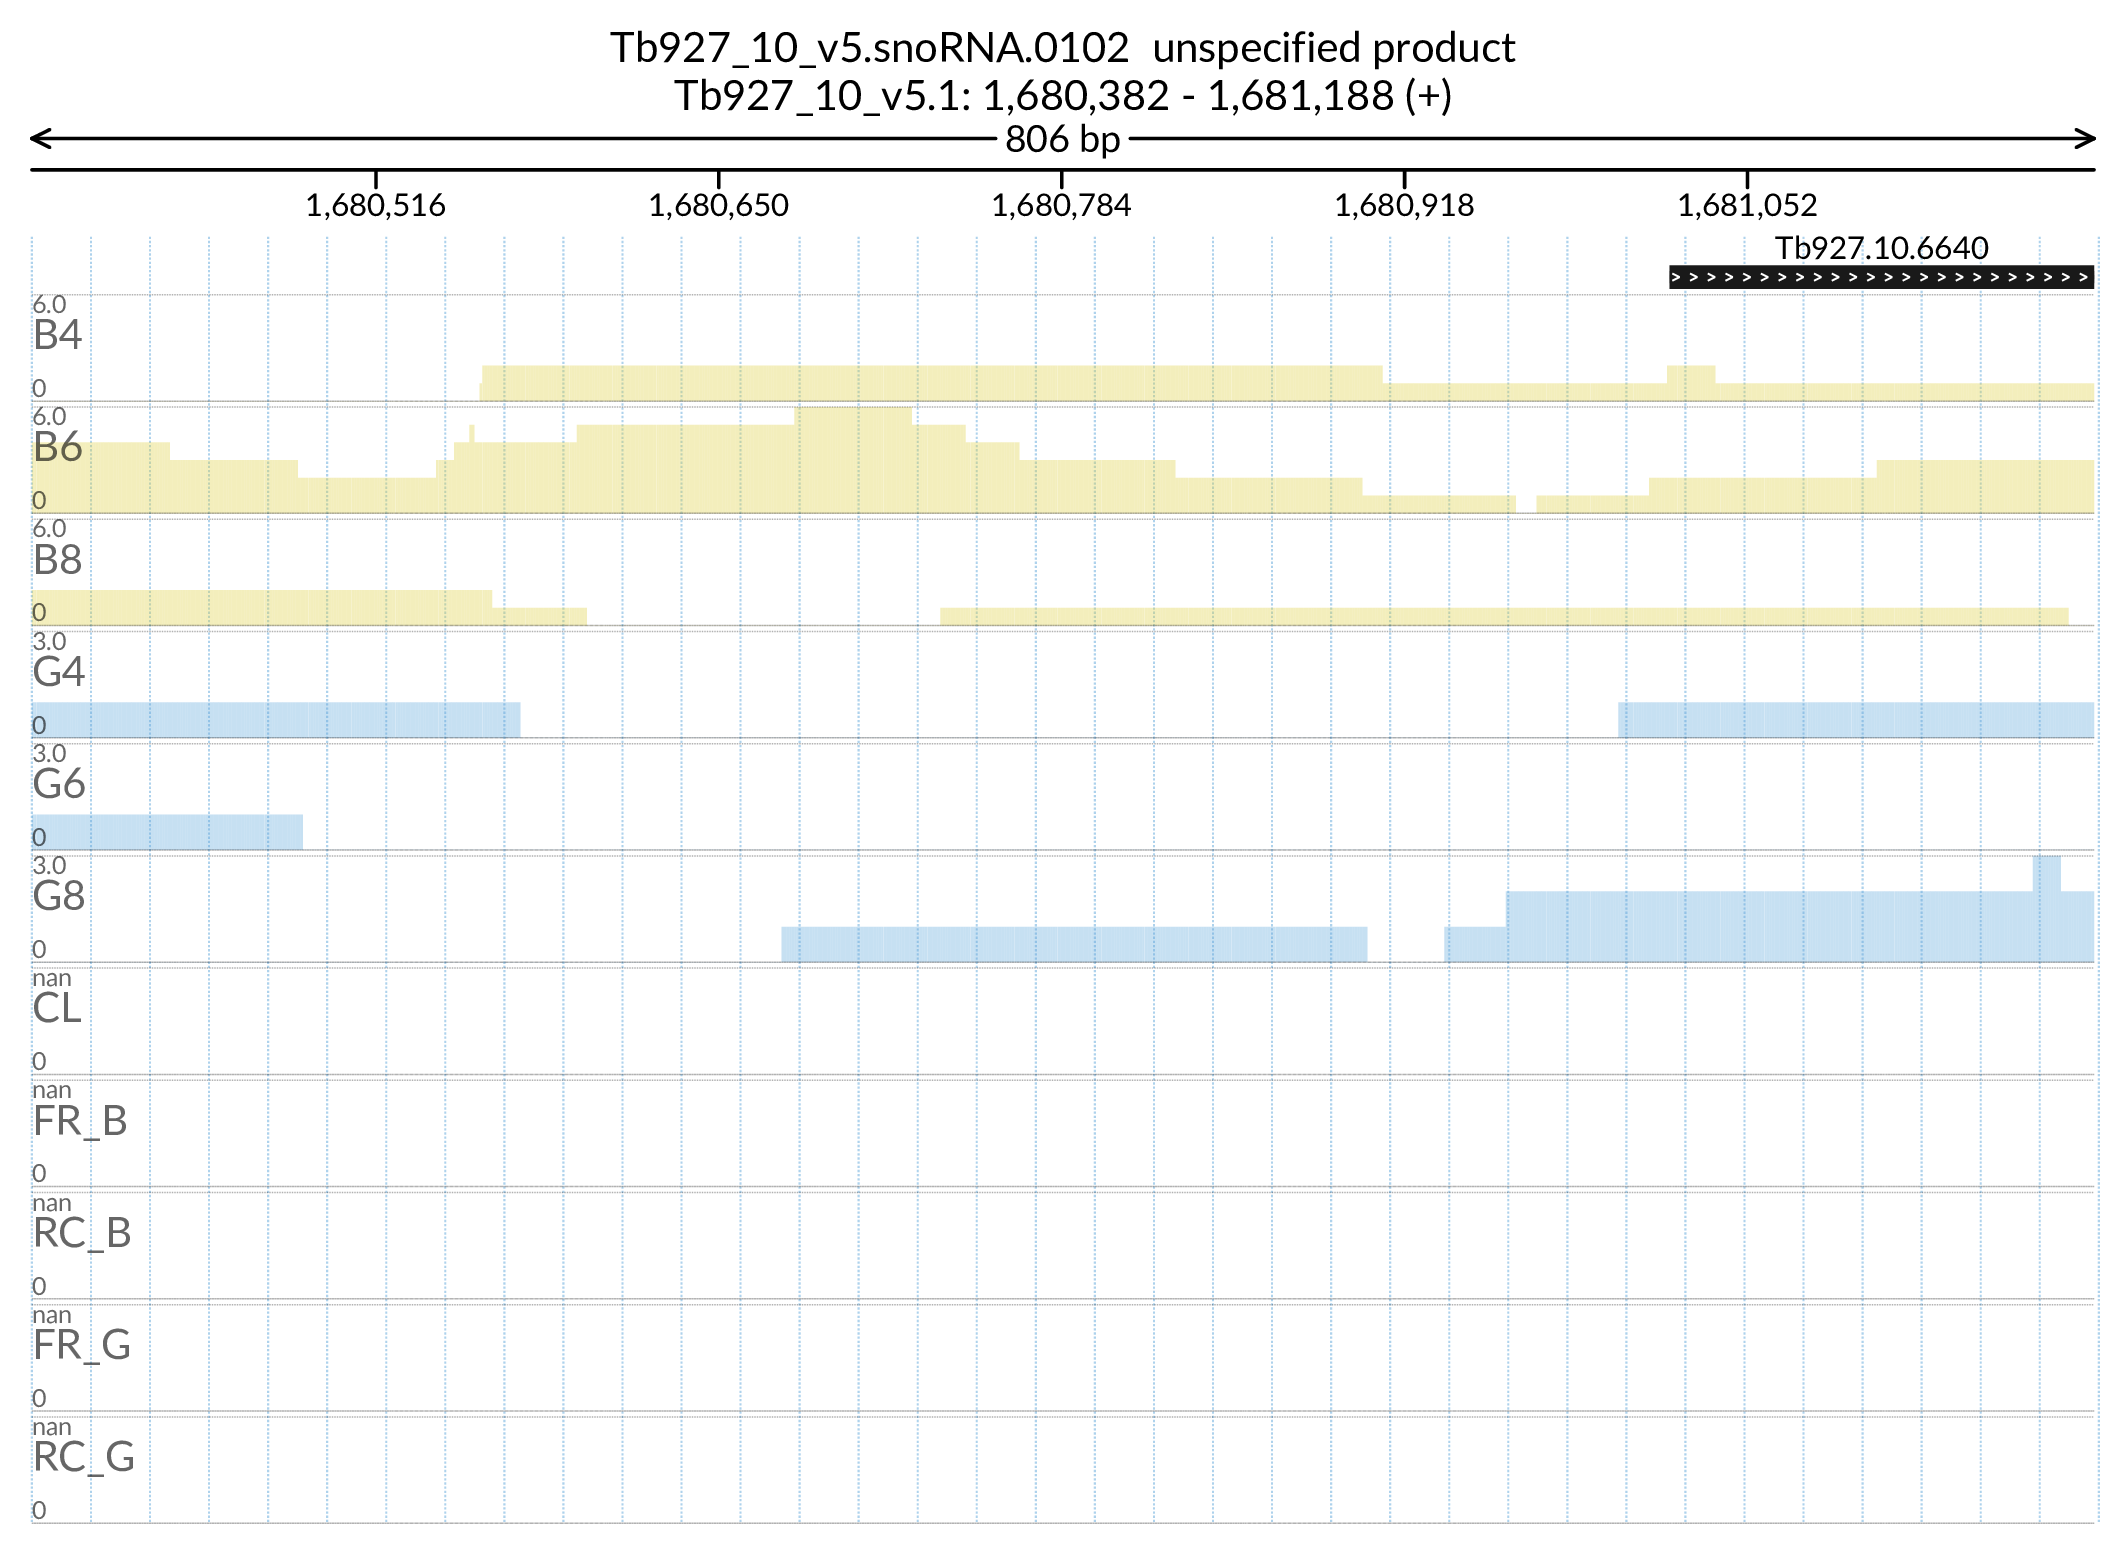 Tb927_10_v5.snoRNA.0102  unspecified product
Tb927_10_v5.1: 1,680,382 - 1,681,188 (+)
806 bp
1,680,516 1,680,650 1,680,784 1,680,918 1,681,052
Tb927.10.6640
6.0
B4
0
6.0
B6
0
6.0
B8
0
3.0
G4
0
3.0
G6
0
3.0
G8
0
nan
CL
0
nan
FR_B
0
nan
RC_B
0
nan
FR_G
0
nan
RC_G
0